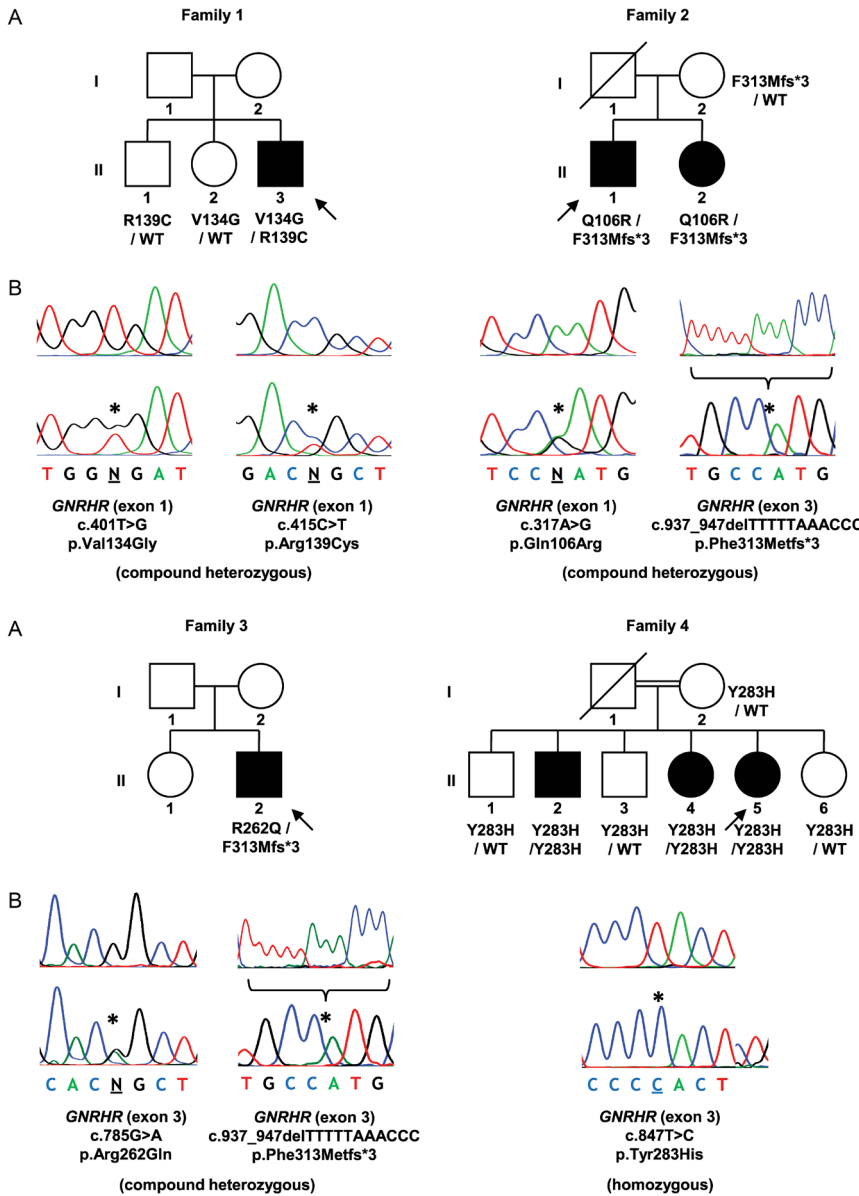 A
Family 1
Family 2
I
1
2
I
1
2
F313Mfs*3
/ WT
II
1
2
3
R139C
/ WT
V134G
/ WT
V134G
/ R139C
II
1
2
Q106R /
F313Mfs*3
Q106R /
F313Mfs*3
B
*
*
*
*
T G G N G A T
G A C N G C T
T C C N A T G
T G C C A T G
GNRHR (exon 1)
c.401T>G
p.Val134Gly
GNRHR (exon 1)
c.415C>T
p.Arg139Cys
(compound heterozygous)
GNRHR (exon 1)
c.317A>G
p.Gln106Arg
GNRHR (exon 3)
c.937_947delTTTTTAAACCC
p.Phe313Metfs*3
(compound heterozygous)
A
Family 3
Family 4
I
1
2
I
1
2
Y283H
/ WT
II
1
2
R262Q /
F313Mfs*3
II
1
2
3
4
5
6
Y283H
/ WT
Y283H
/Y283H
Y283H
/ WT
Y283H
/Y283H
Y283H
/Y283H
Y283H
/ WT
B
*
*
*
C A C N G C T
T G C C A T G
C C C C A C T
GNRHR (exon 3)
c.785G>A
p.Arg262Gln
GNRHR (exon 3)
c.937_947delTTTTTAAACCC
p.Phe313Metfs*3
(compound heterozygous)
GNRHR (exon 3)
c.847T>C
p.Tyr283His
(homozygous)